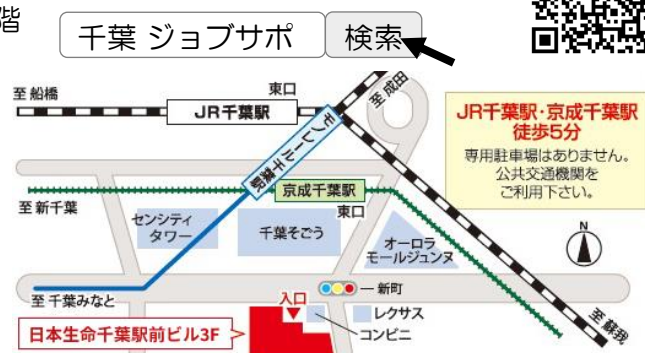 階
千葉 ジョブサポ 検索
至 船橋
JR千葉駅
東口
至 成田
モノレール千葉駅
JR千葉駅・京成千葉駅
徒歩5分
専用駐車場はありません。
公共交通機関を
ご利用下さい。
至 新千葉
京成千葉駅
東口
センシティ
タワー
千葉そごう
オーロラ
モールジュンヌ
N
至 千葉みなと
新町
入口
レクサス
コンビニ
至 蘇我
日本生命千葉駅前ビル3F